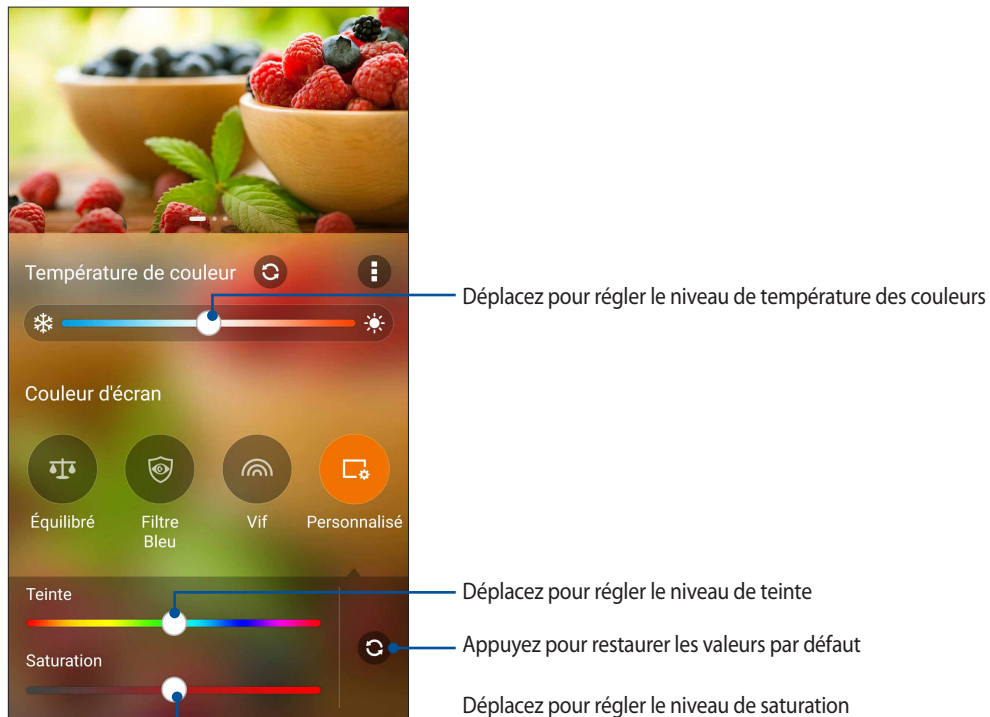 Température de couleur
Déplacez pour régler le niveau de température des couleurs
Couleur d'écran
Équilibré
Filtre
Bleu
Vif
Personnalisé
Teinte
Déplacez pour régler le niveau de teinte
Appuyez pour restaurer les valeurs par défaut
Saturation
Déplacez pour régler le niveau de saturation